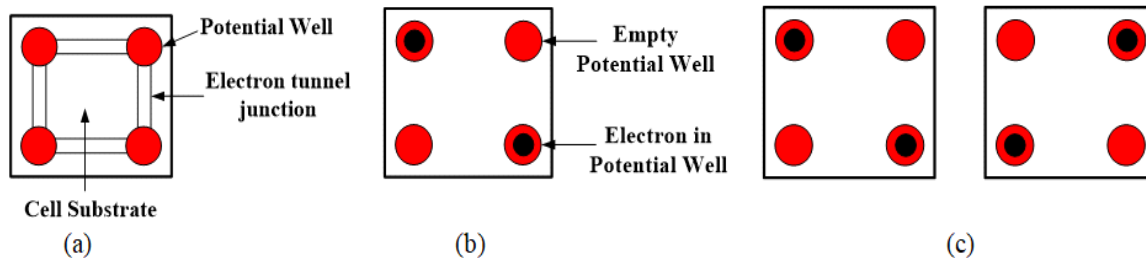 Potential Well
Electron tunnel
junction
Cell Substrate
(a)
Empty
Potential Well
Electron in
Potential Well
(b)
(c)